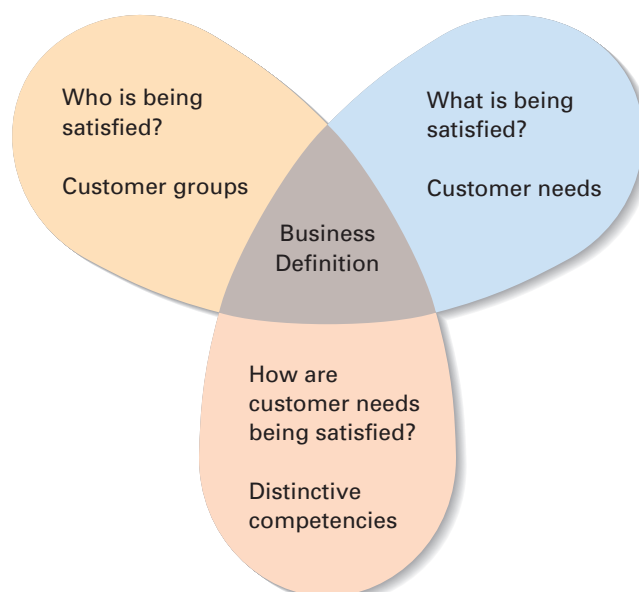 Who is being
satisfied?
Customer groups
What is being
satisfied?
Customer needs
Business
Definition
How are
customer needs
being satisfied?
Distinctive
competencies